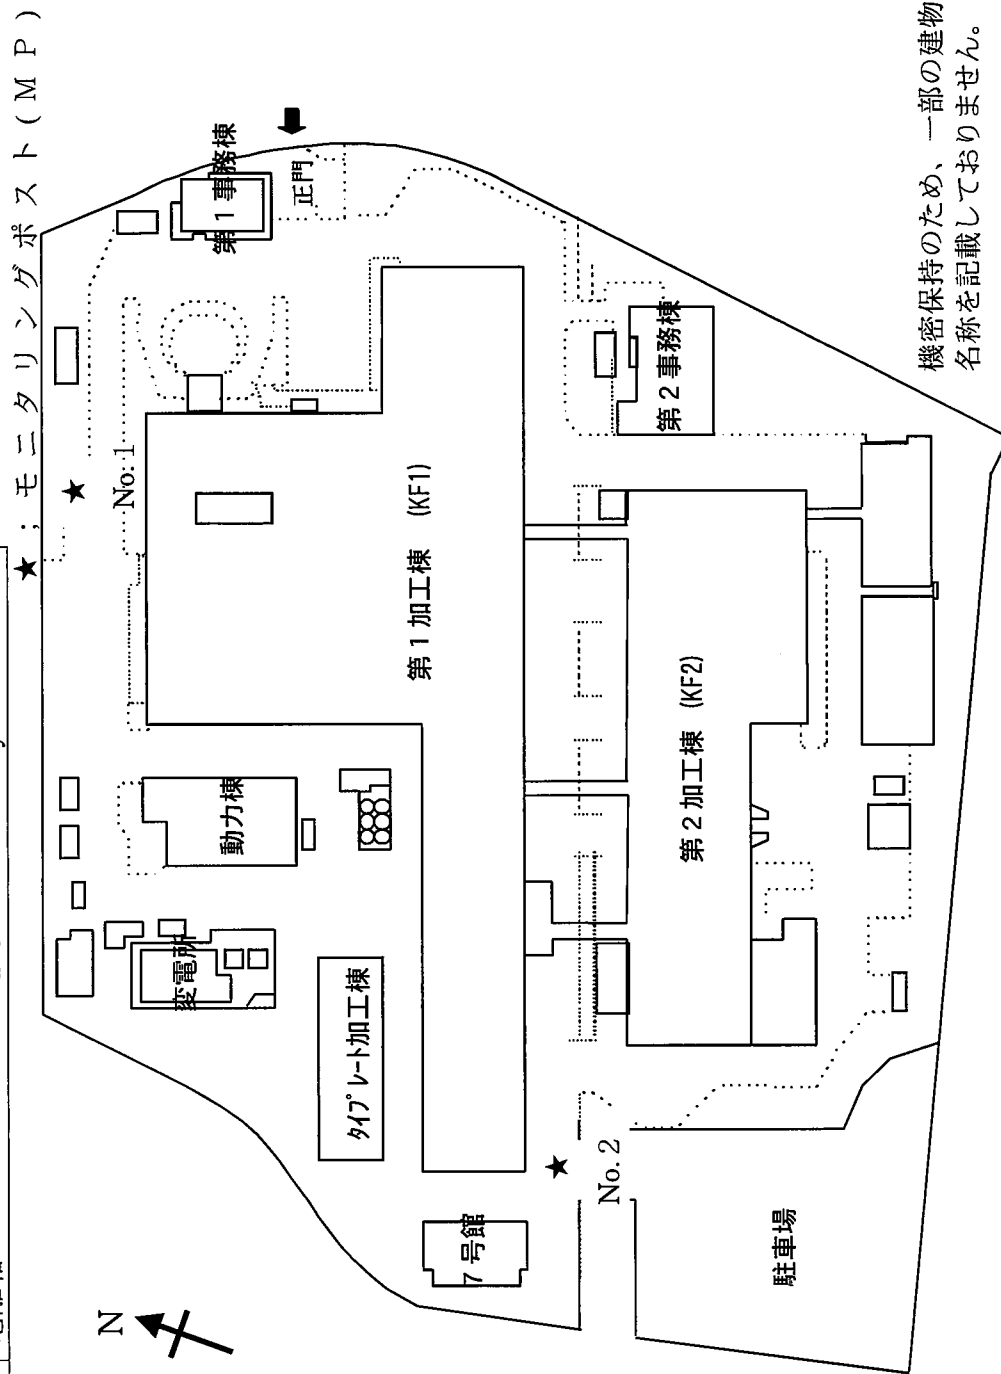 ★；モニタリングポスト(ＭＰ)
N
No.1
No.2
第1事務棟
正門
第2事務棟
第1加工棟 (KF1)
第2加工棟 (KF2)
動力棟
変電所
タイプレート加工棟
7号館
駐車場
機密保持のため、一部の建物
名称を記載しておりません。